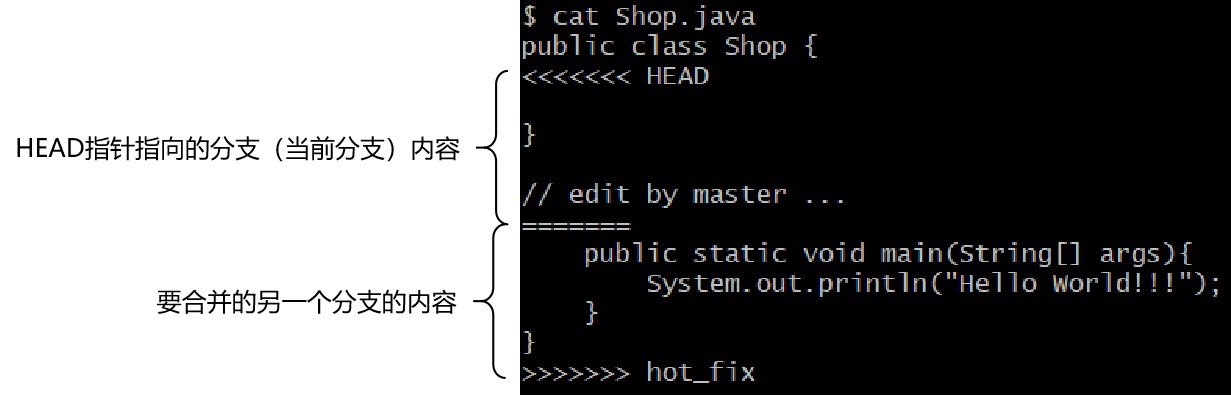 $ cat Shop.java
public class Shop {
<<<<<<< HEAD
}
HEAD指针指向的分支（当前分支）内容
// edit by master ...
=======
    public static void main(String[] args){
        System.out.println("Hello World!!!");
要合并的另一个分支的内容
    }
}
>>>>>>> hot_fix